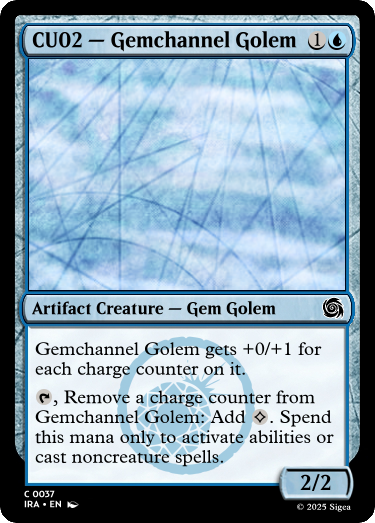 CU02 — Gemchannel Golem 1
Artifact Creature — Gem Golem
Gemchannel Golem gets +0/+1 for
each charge counter on it.
, Remove a charge counter from
Gemchannel Golem: Add . Spend
this mana only to activate abilities or
cast noncreature spells.
2/2
C 0037
IRA • EN
© 2025 Sigea